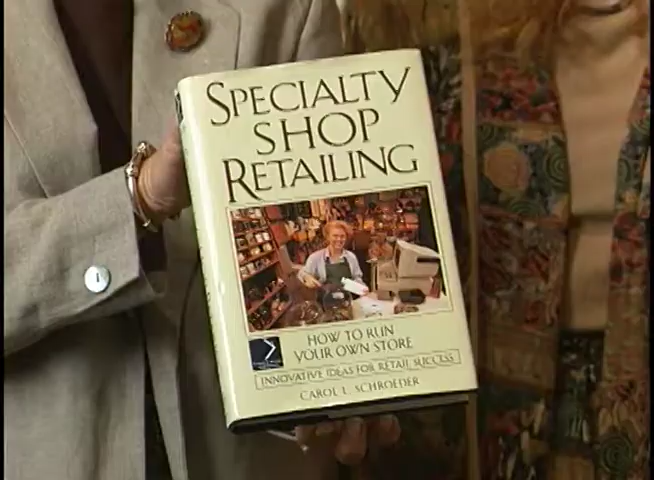 SPECIALTY
SHOP
RETAILING
HOW TO RUN
YOUR OWN STORE
INNOVATIVE IDEAS FOR RETAIL SUCCESS
CAROL L. SCHROEDER